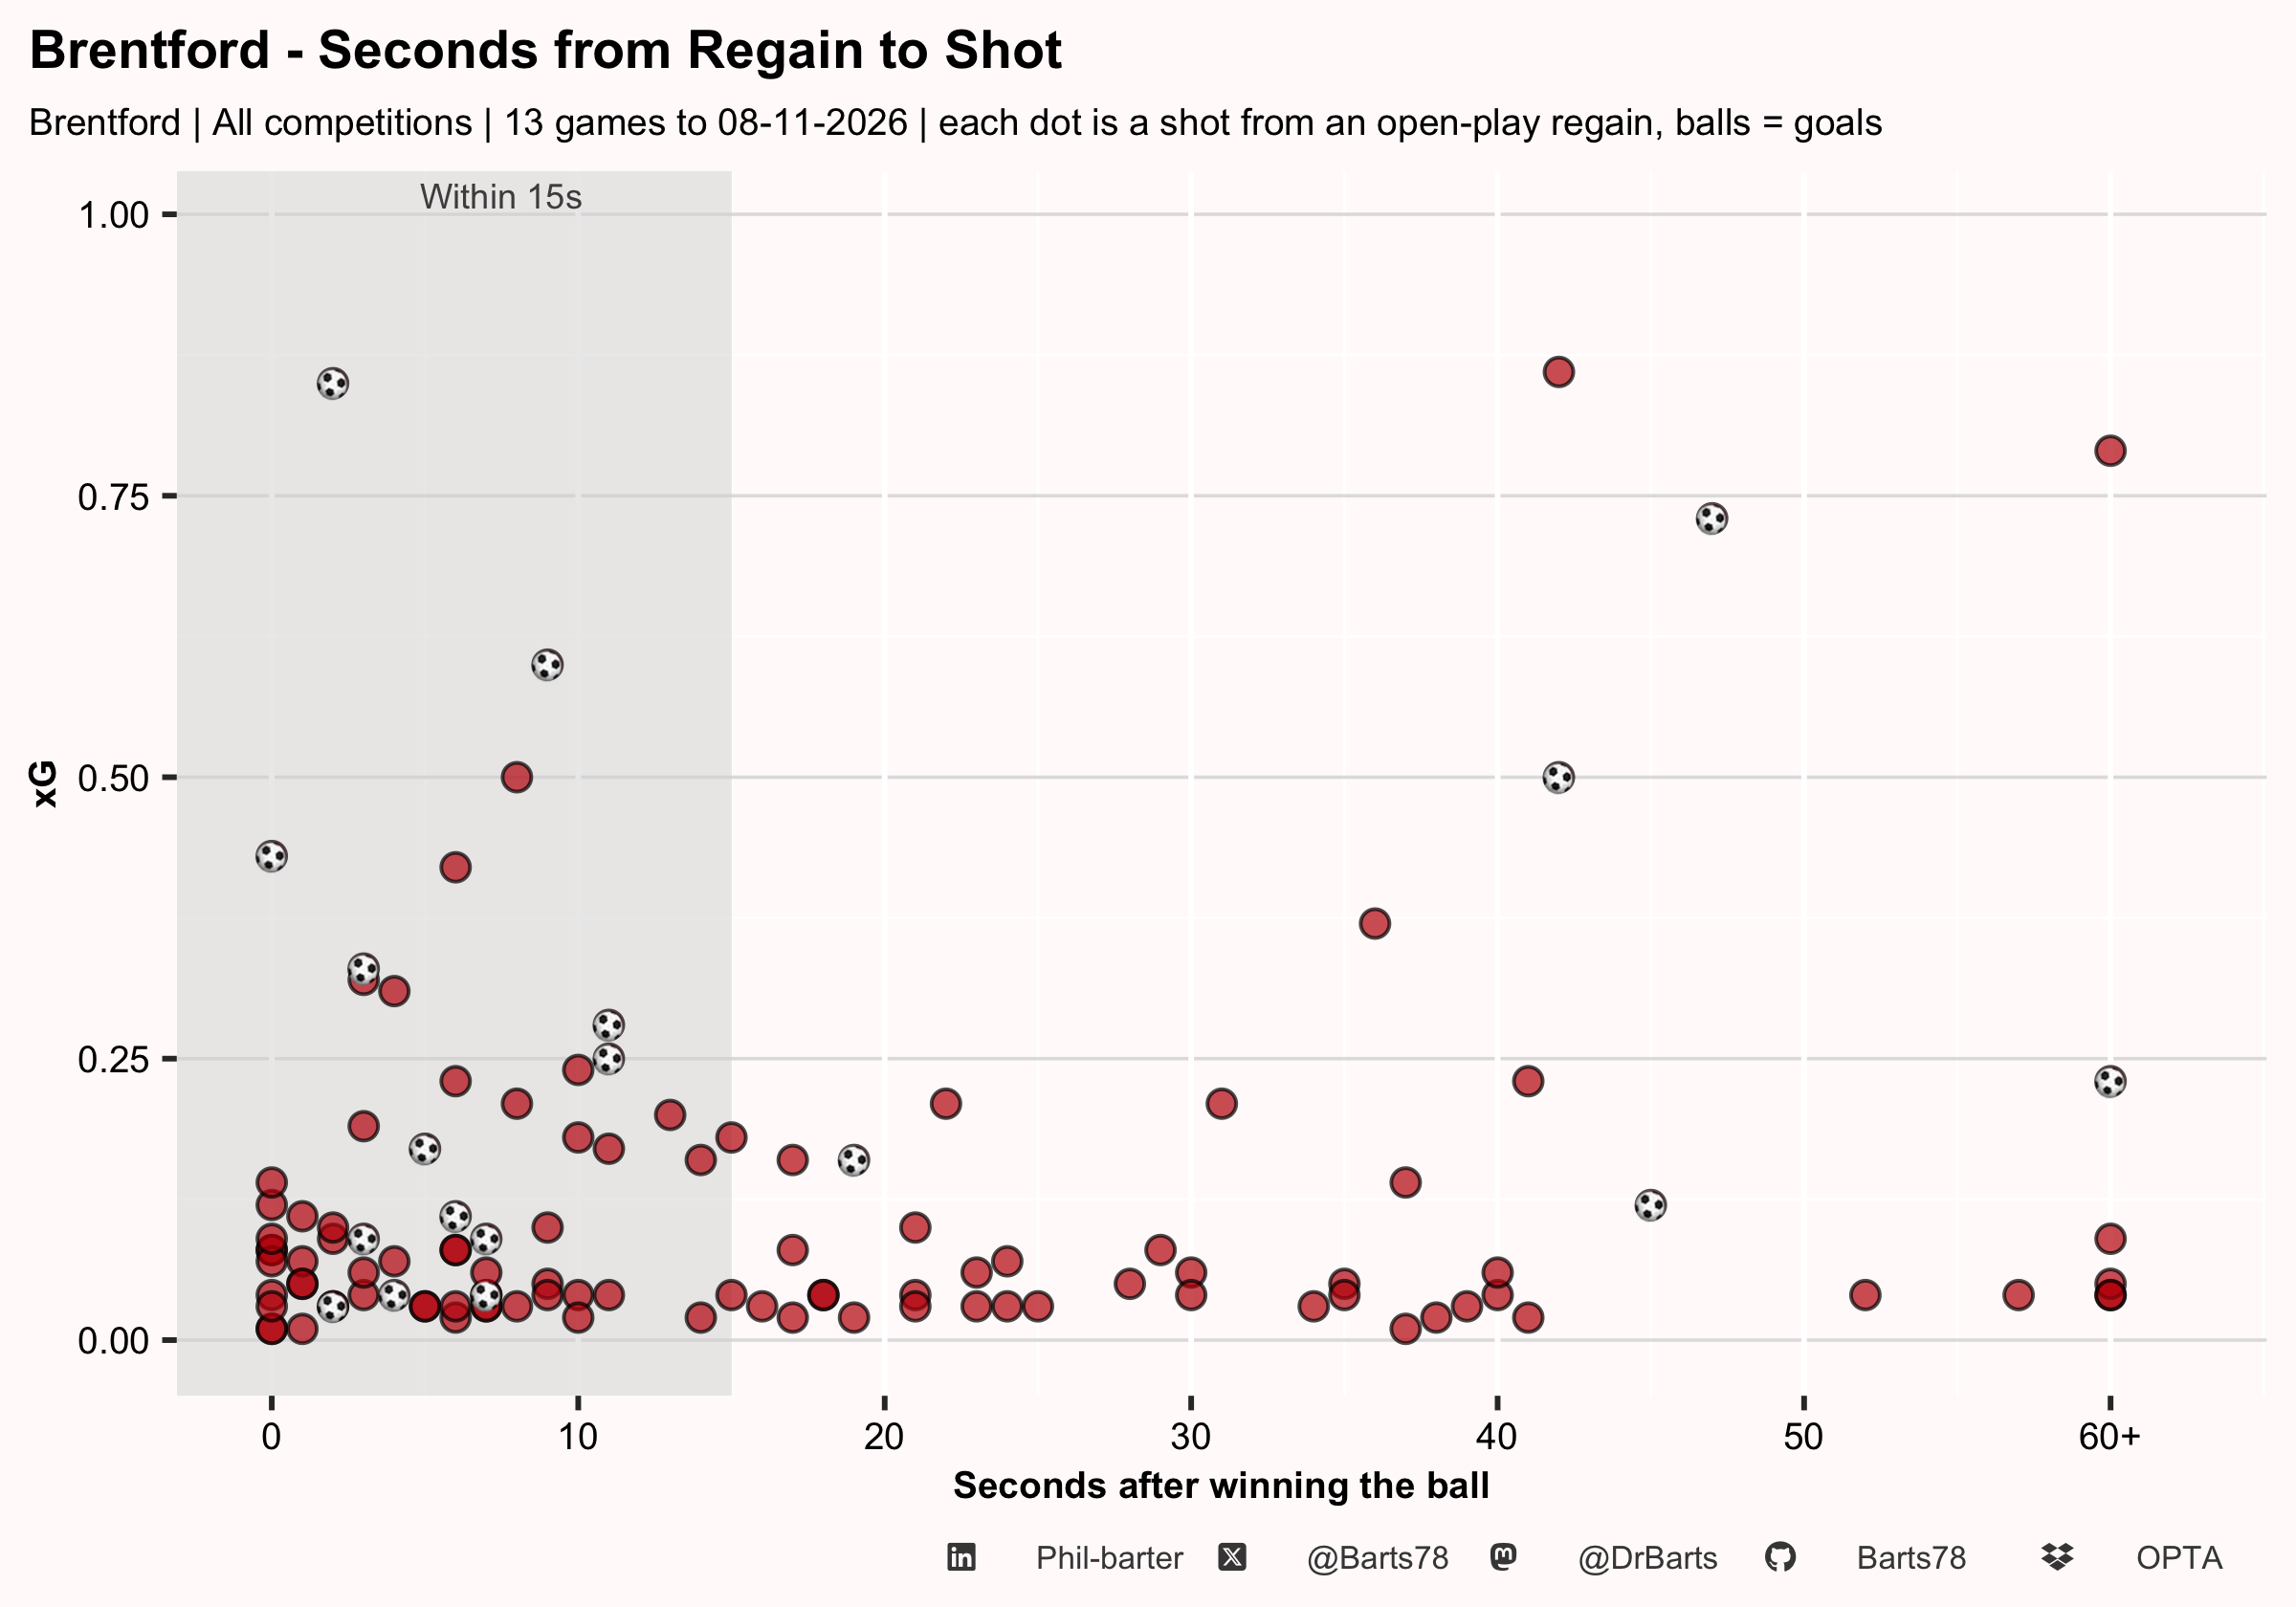 Brentford - Seconds from Regain to Shot
Brentford | All competitions | 13 games to 08-11-2026 | each dot is a shot from an open-play regain, balls = goals
Within 15s
1.00
0.75
0.50
0.25
0.00
xG
0 10 20 30 40 50 60+
Seconds after winning the ball
Phil-barter @Barts78 @DrBarts Barts78 OPTA